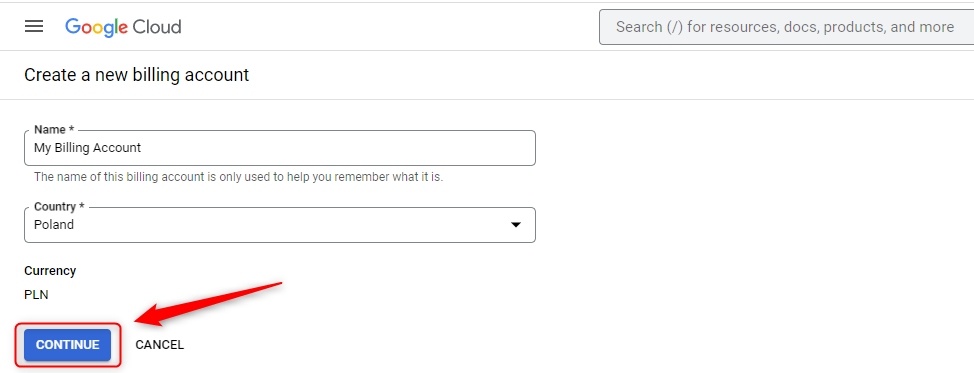 Google Cloud
Search (/) for resources, docs, products, and more
Create a new billing account
Name *
My Billing Account
The name of this billing account is only used to help you remember what it is.
Country *
Poland
Currency
PLN
CONTINUE
CANCEL